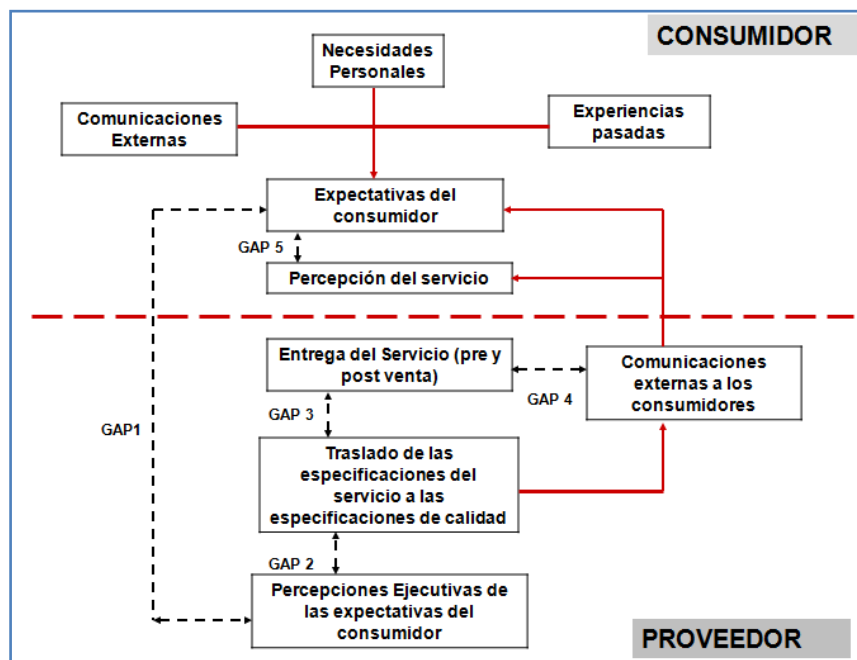 CONSUMIDOR
Necesidades
Personales
Comunicaciones
Externas
Experiencias
pasadas
Expectativas del
consumidor
GAP 5
Percepción del servicio
Entrega del Servicio (pre y
post venta)
Comunicaciones
externas a los
consumidores
GAP 4
GAP 3
GAP1
Traslado de las
especificaciones del
servicio a las
especificaciones de calidad
GAP 2
Percepciones Ejecutivas de
las expectativas del
consumidor
PROVEEDOR